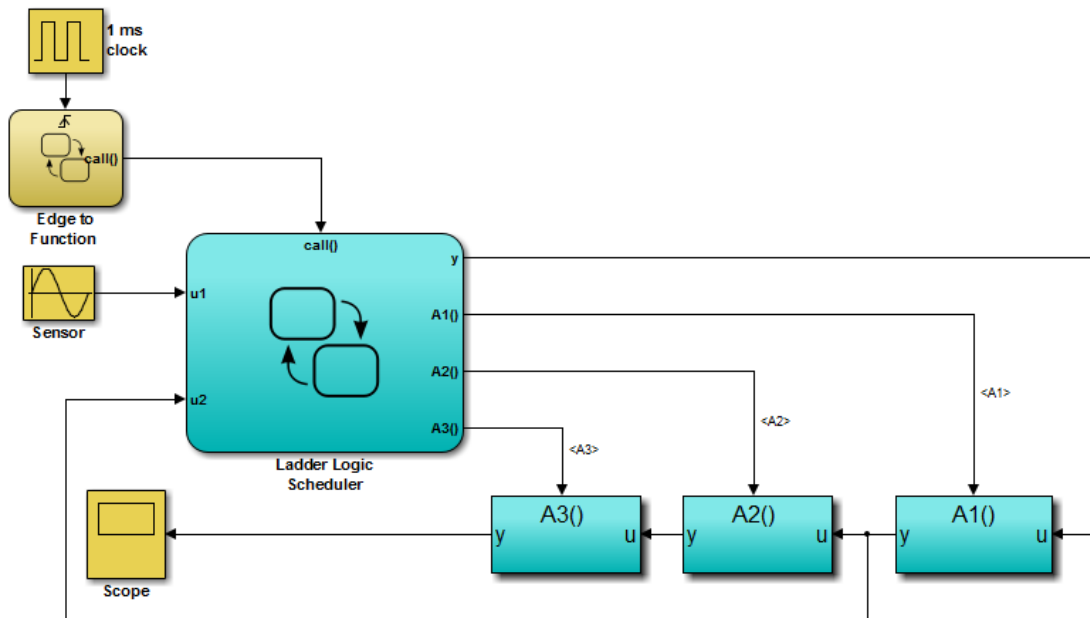 1 ms
clock
call()
Edge to
Function
call()
y
u1
Sensor
A1()
A2()
<A1>
u2
<A2>
A3()
<A3>
Ladder Logic
Scheduler
A3()
y
u
A2()
y
u
A1()
y
u
Scope